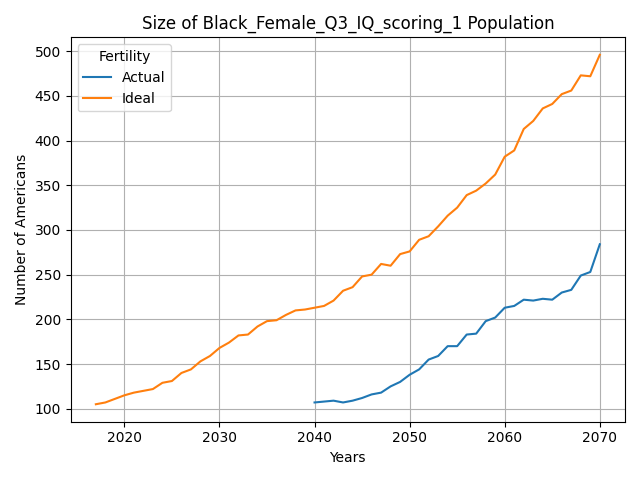 Size of Black_Female_Q3_IQ_scoring_1 Population
Fertility
Actual
Ideal
Number of Americans
500
450
400
350
300
250
200
150
100
2020 2030 2040 2050 2060 2070
Years